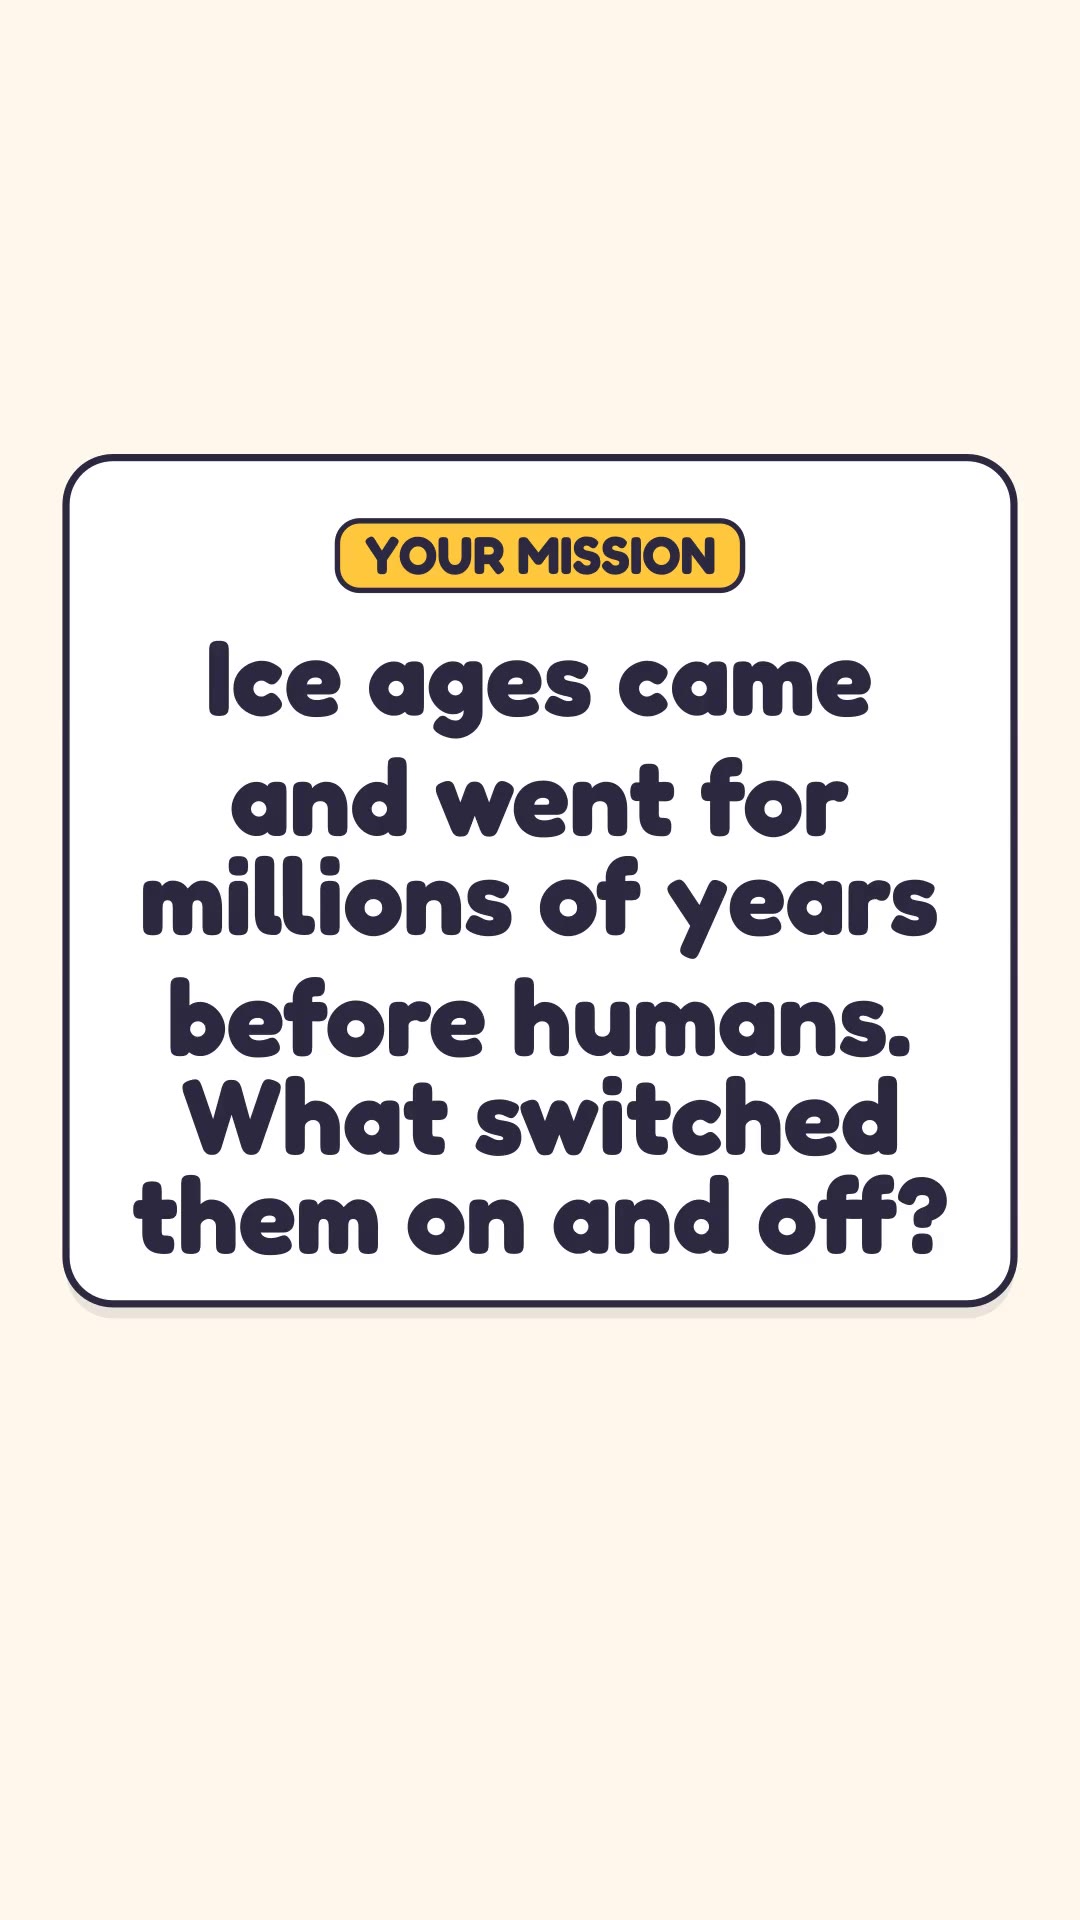 YOUR MISSION
Ice ages came
and went for
millions of years
before humans.
What switched
them on and off?